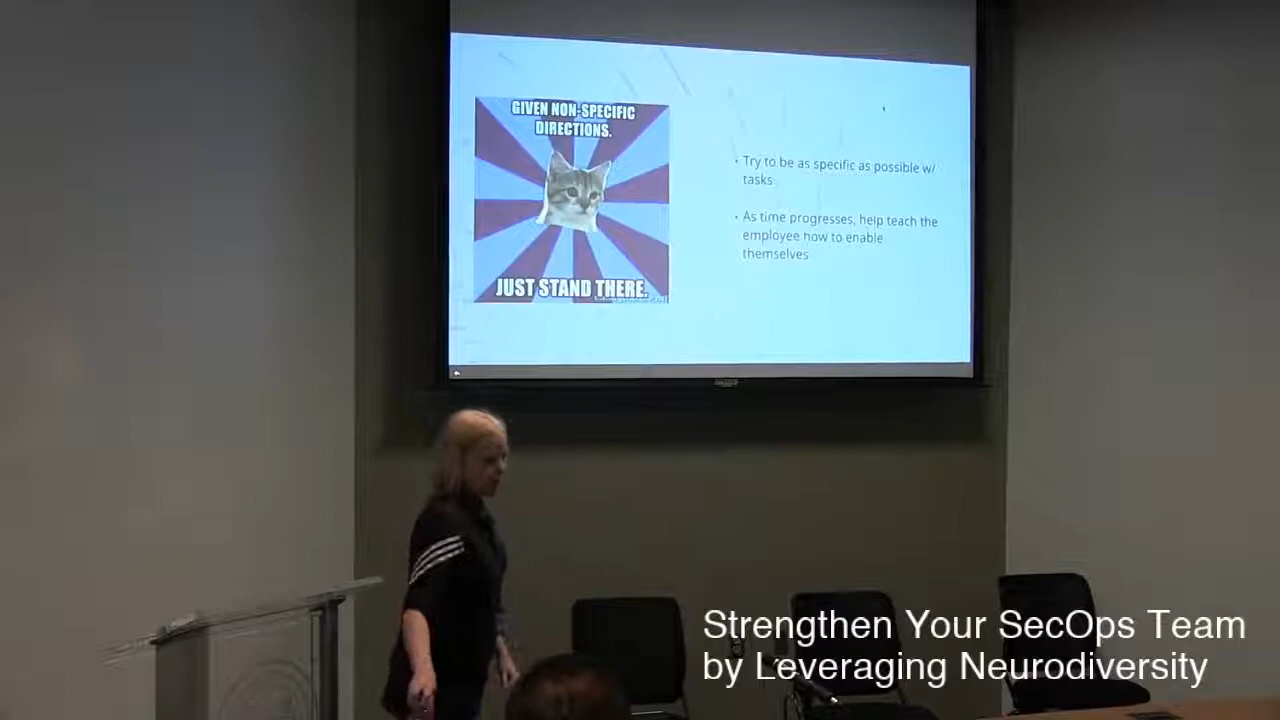 GIVEN NON-SPECIFIC
DIRECTIONS.
JUST STAND THERE.
• Try to be as specific as possible w/
tasks
• As time progresses, help teach the
employee how to enable
themselves
Strengthen Your SecOps Team
by Leveraging Neurodiversity